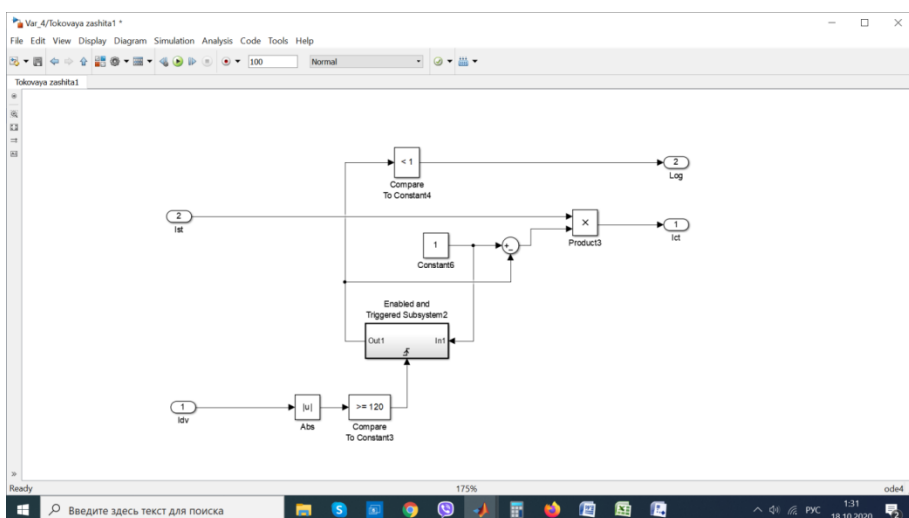 Var_4/Tokovaya zashita1 *
File Edit View Display Diagram Simulation Analysis Code Tools Help
100
Normal
Tokovaya zashita1
< 1
Compare
To Constant4
2
Log
2
Ist
×
Product3
1
Ict
1
Constant6
+
-
Enabled and
Triggered Subsystem2
Out1
In1
1
Idv
|u|
Abs
>= 120
Compare
To Constant3
Ready
175%
ode4
Введите здесь текст для поиска
РУС
1:31
18.10.2020
2